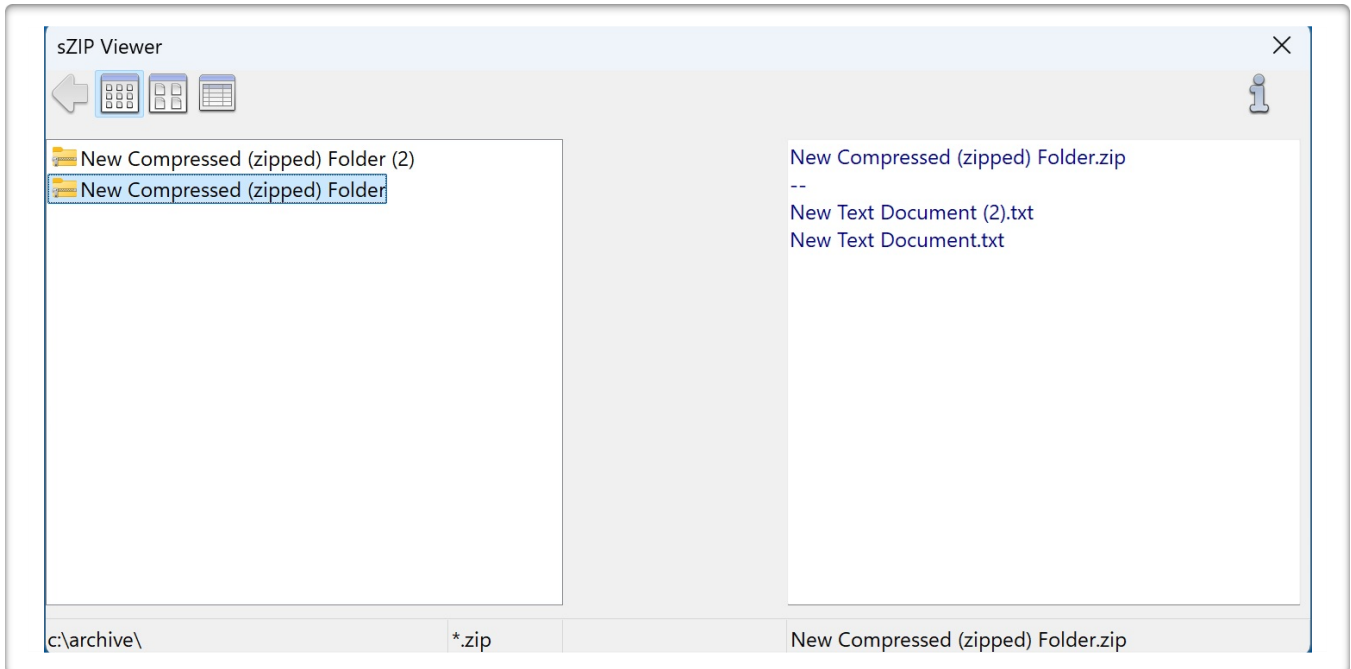 sZIP Viewer
New Compressed (zipped) Folder (2)
New Compressed (zipped) Folder
New Compressed (zipped) Folder.zip
--
New Text Document (2).txt
New Text Document.txt
c:\archive\
*.zip
New Compressed (zipped) Folder.zip